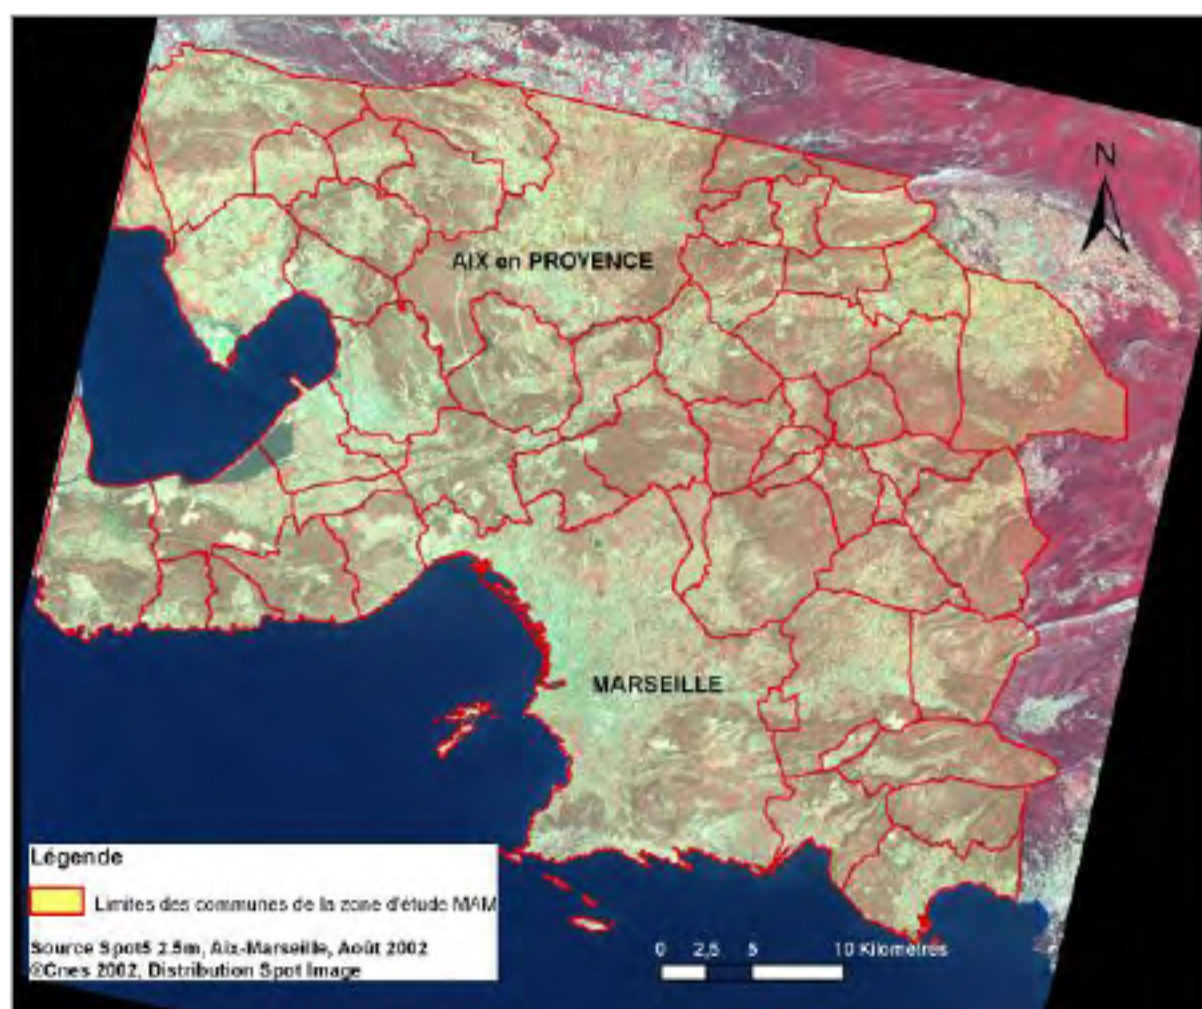 N
AIX en PROVENCE
MARSEILLE
Légende
Limites des communes de la zone d'étude MAM
Source Spot5 2.5m, Aix-Marseille, Août 2002
©Cnes 2002, Distribution Spot Image
0 2,5 5 10 Kilomètres